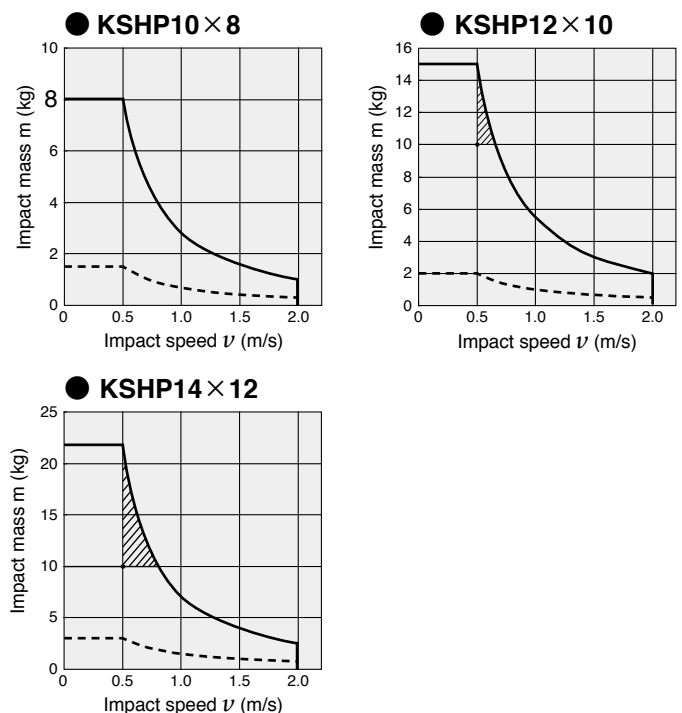 ● KSHP10×8
10
8
6
4
2
0
0 0.5 1.0 1.5 2.0
Impact mass m (kg)
Impact speed ν (m/s)
● KSHP12×10
16
14
12
10
8
6
4
2
0
0 0.5 1.0 1.5 2.0
Impact mass m (kg)
Impact speed ν (m/s)
● KSHP14×12
25
20
15
10
5
0
0 0.5 1.0 1.5 2.0
Impact mass m (kg)
Impact speed ν (m/s)